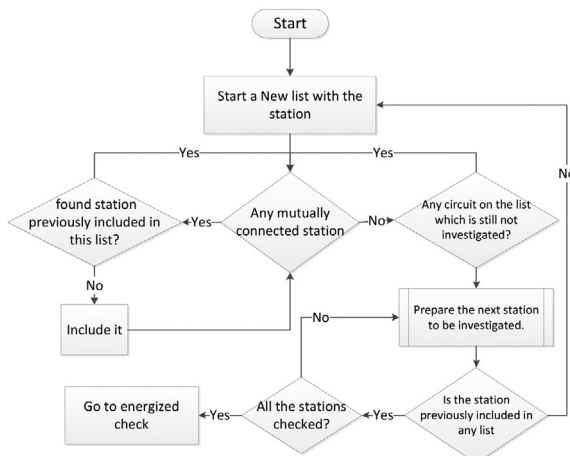 Start
Start a New list with the
station
Yes
Yes
No
found station
previously included in
this list?
Yes
Any mutually
connected station
No
Any circuit on the list
which is still not
investigated?
No
Include it
No
Prepare the next station
to be investigated.
Go to energized
check
Yes
All the stations
checked?
Yes
Is the station
previously included in
any list